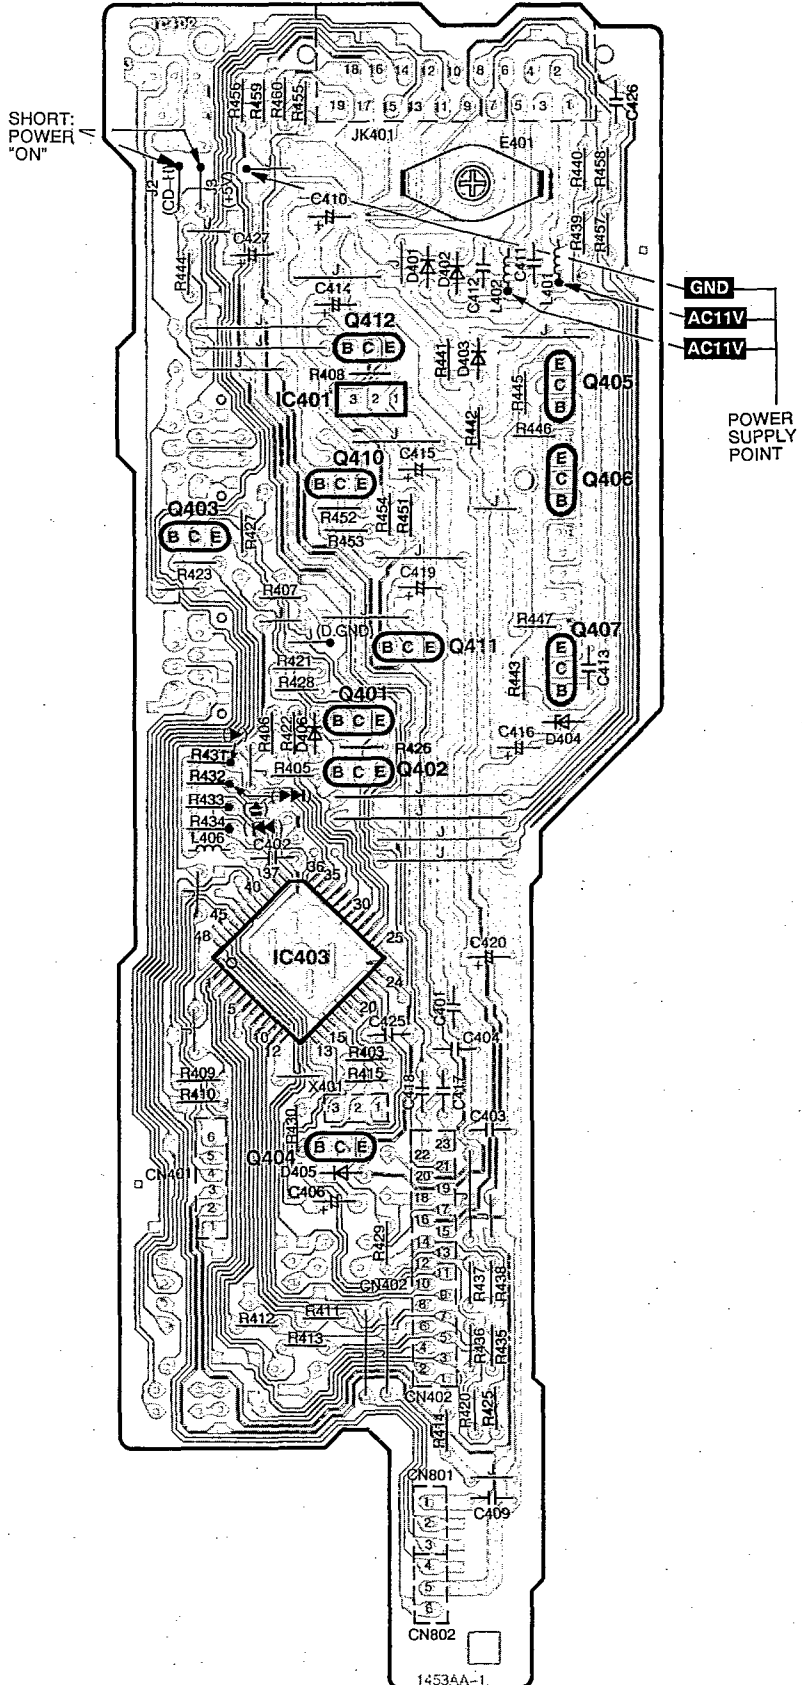 IC302
18 16 14 12 10 8 6 4 2
19 17 15 13 11 9 7 5 3 1
R456
R459
R460
R455
C426
JK401
E401
SHORT:
POWER
"ON"
J2
(CD-H)
J3
(+5V)
R440
R458
C410
R439
R457
C427
R444
D401
D402
C412
L402
C411
L401
J
C414
GND
AC11V
AC11V
POWER
SUPPLY
POINT
J
J
J
Q412
B C E
R408
R441
D403
IC401
3 2 1
R445
E
C
B
Q405
R442
R446
J
Q410
B C E
C415
E
C
B
Q406
Q403
B C E
R427
R452
R454
R451
R453
J
R423
J
C419
R407
J
(D.GND)
R447
Q407
E
C
B
C413
R443
Q411
B C E
R421
R428
Q401
B C E
R406
R422
D406
R426
C416
D404
R431
R405
Q402
B C E
R432
R433
R434
L406
C402
J
J
J
J
36
37
35
40
30
45
48
25
IC403
24
5
20
10
12
15
13
C420
C401
C425
C404
R403
R409
R415
R410
X401
C418
C417
3 2 1
C403
R430
Q404
B C E
D405
C406
CN401
6
5
4
3
2
1
23
22
21
20
19
18
17
16
15
14
13
12
11
10
9
8
7
6
5
4
3
2
1
R429
CN402
R437
R438
R411
R412
R413
R436
R435
CN402
R420
R425
R414
CN801
J
C409
1
2
3
4
5
6
CN802
1453AA-1